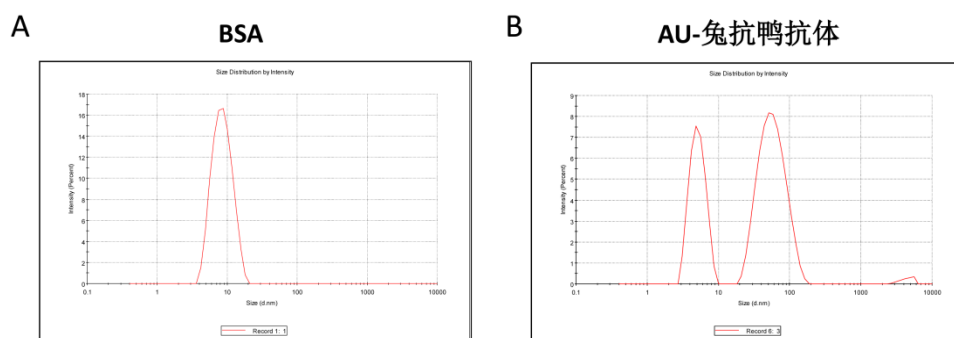 A
BSA
Size Distribution by Intensity
Intensity (Percent)
18
16
14
12
10
8
6
4
2
0
0.1
1
10
100
1000
10000
Size (d.nm)
Record 1: 1
B
AU-兔抗鸭抗体
Size Distribution by Intensity
Intensity (Percent)
9
8
7
6
5
4
3
2
1
0
0.1
1
10
100
1000
10000
Size (d.nm)
Record 6: 3